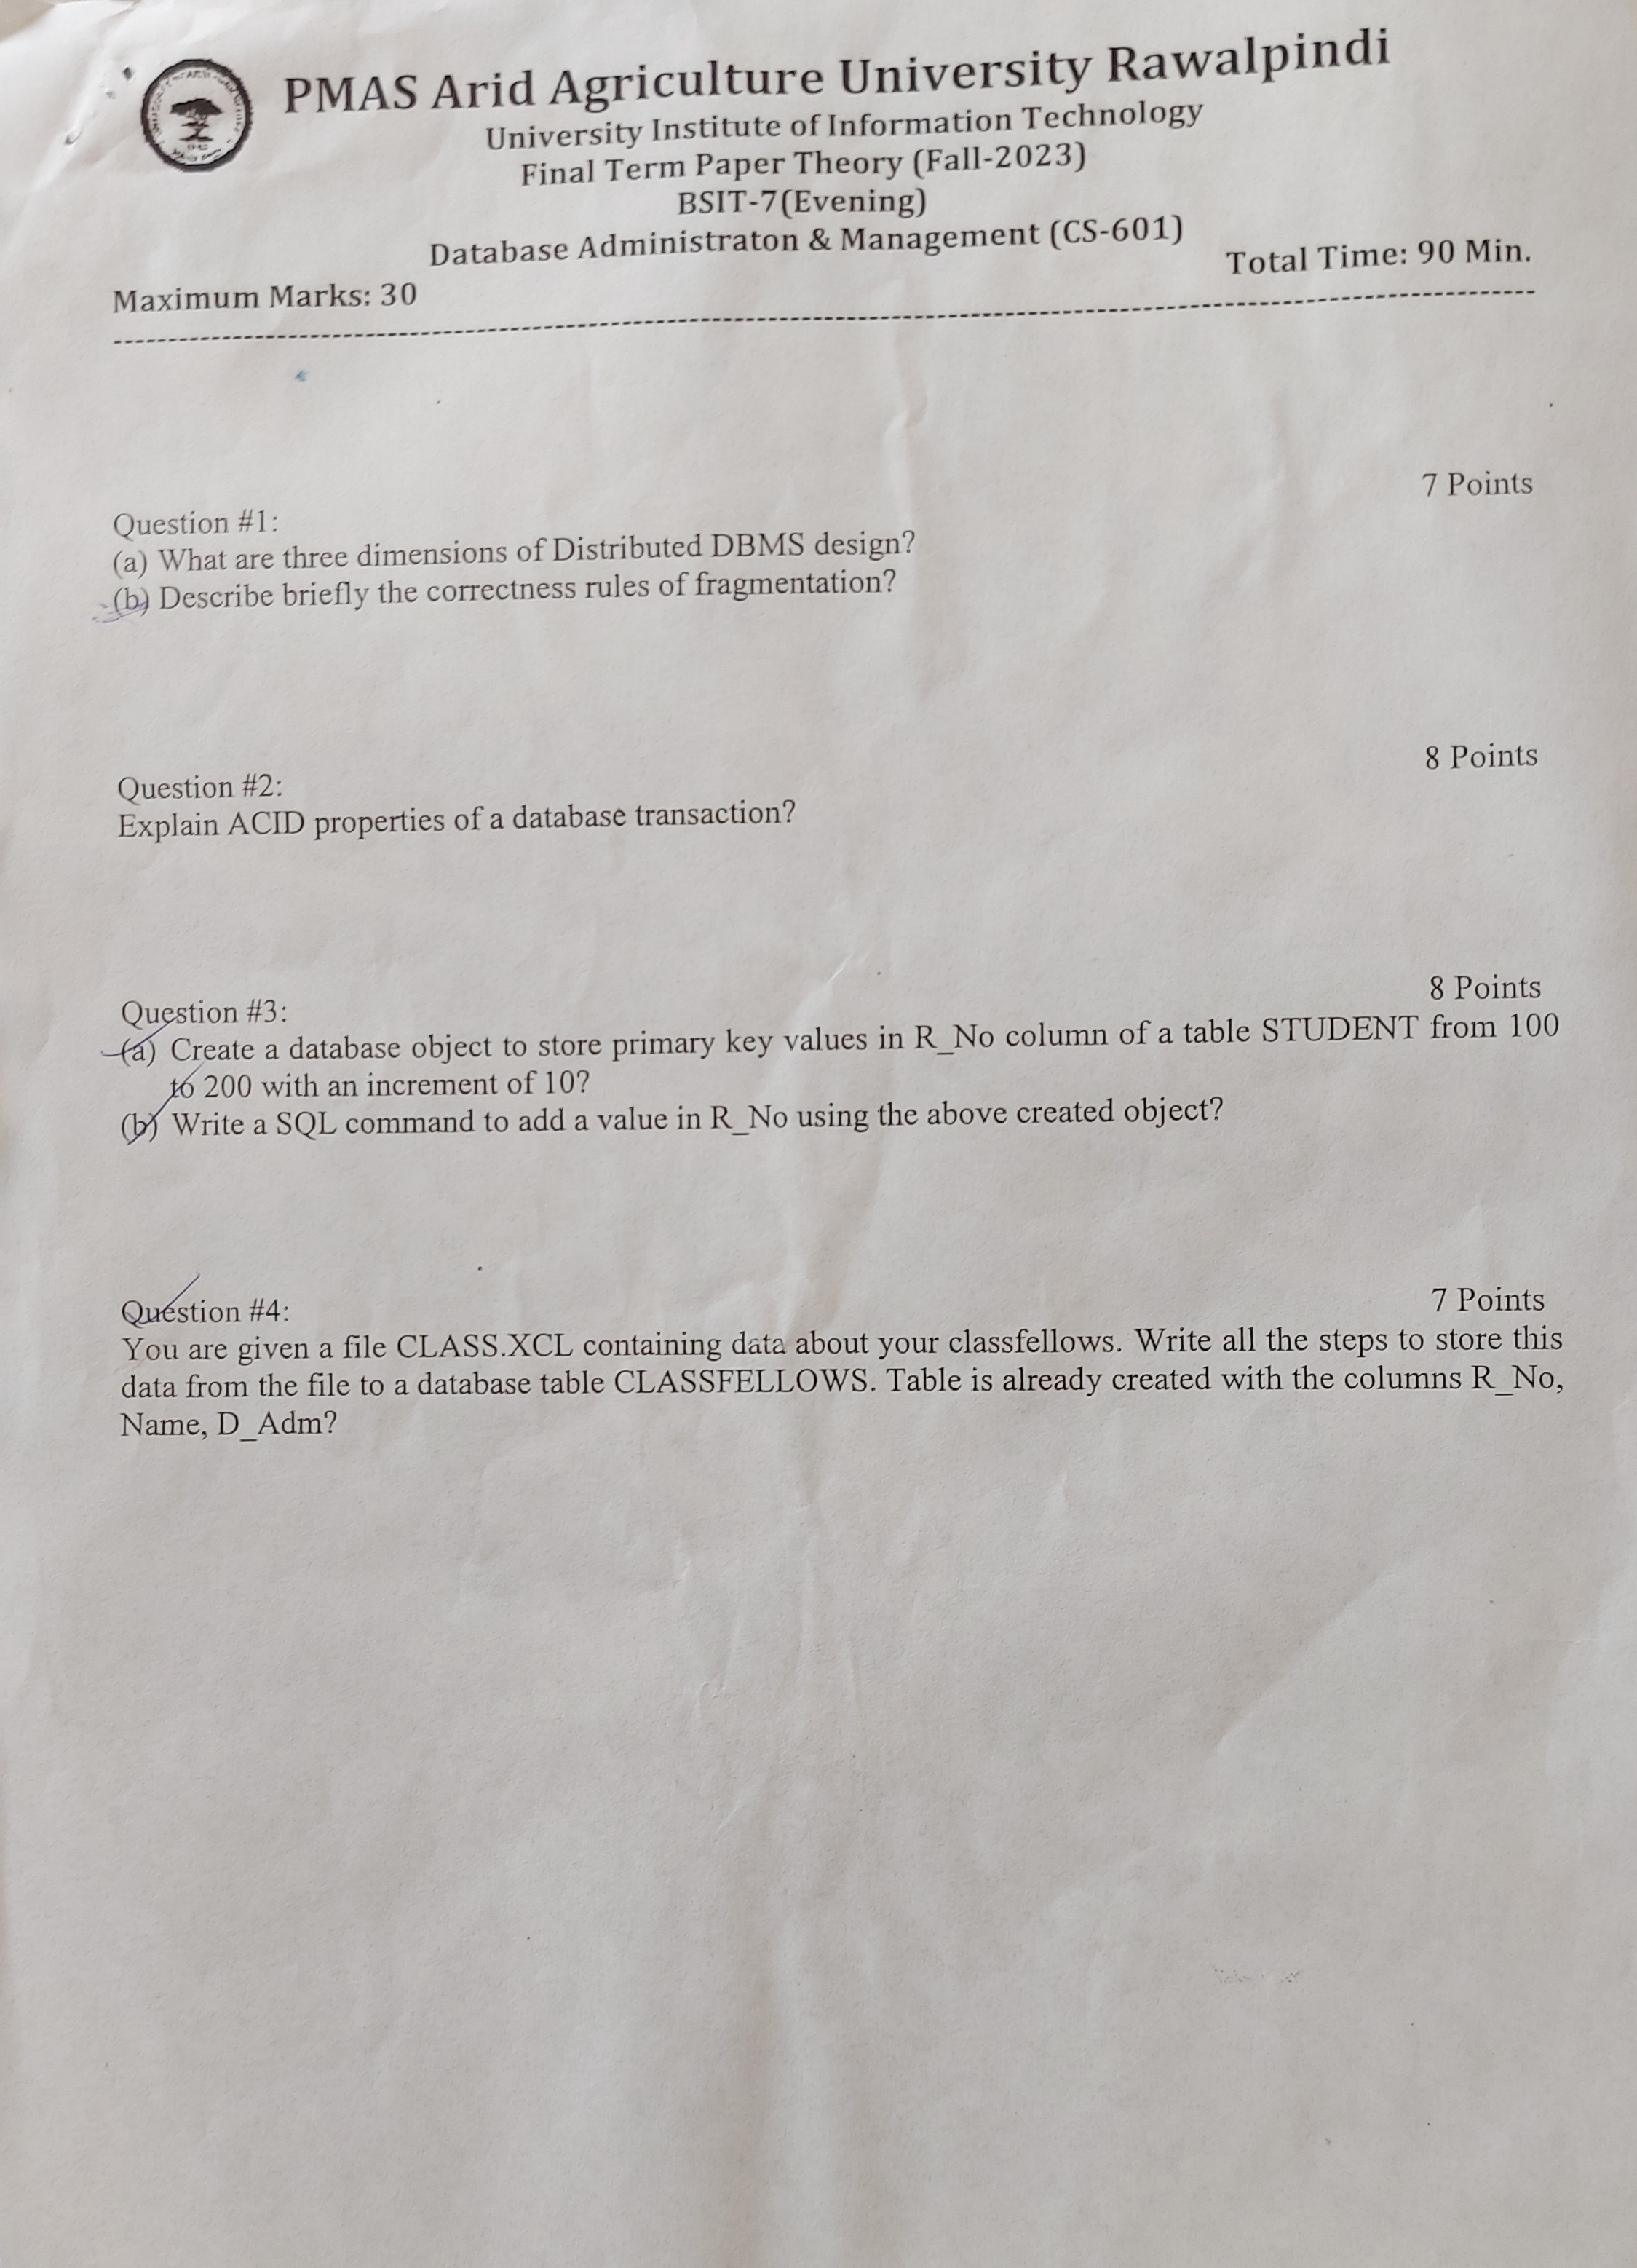 PMAS Arid Agriculture University Rawalpindi
University Institute of Information Technology
Final Term Paper Theory (Fall-2023)
BSIT-7(Evening)
Database Administraton & Management (CS-601)
Maximum Marks: 30 Total Time: 90 Min.
Question #1: 7 Points
(a) What are three dimensions of Distributed DBMS design?
(b) Describe briefly the correctness rules of fragmentation?
Question #2: 8 Points
Explain ACID properties of a database transaction?
Question #3: 8 Points
(a) Create a database object to store primary key values in R_No column of a table STUDENT from 100
to 200 with an increment of 10?
(b) Write a SQL command to add a value in R_No using the above created object?
Question #4: 7 Points
You are given a file CLASS.XCL containing data about your classfellows. Write all the steps to store this
data from the file to a database table CLASSFELLOWS. Table is already created with the columns R_No,
Name, D_Adm?